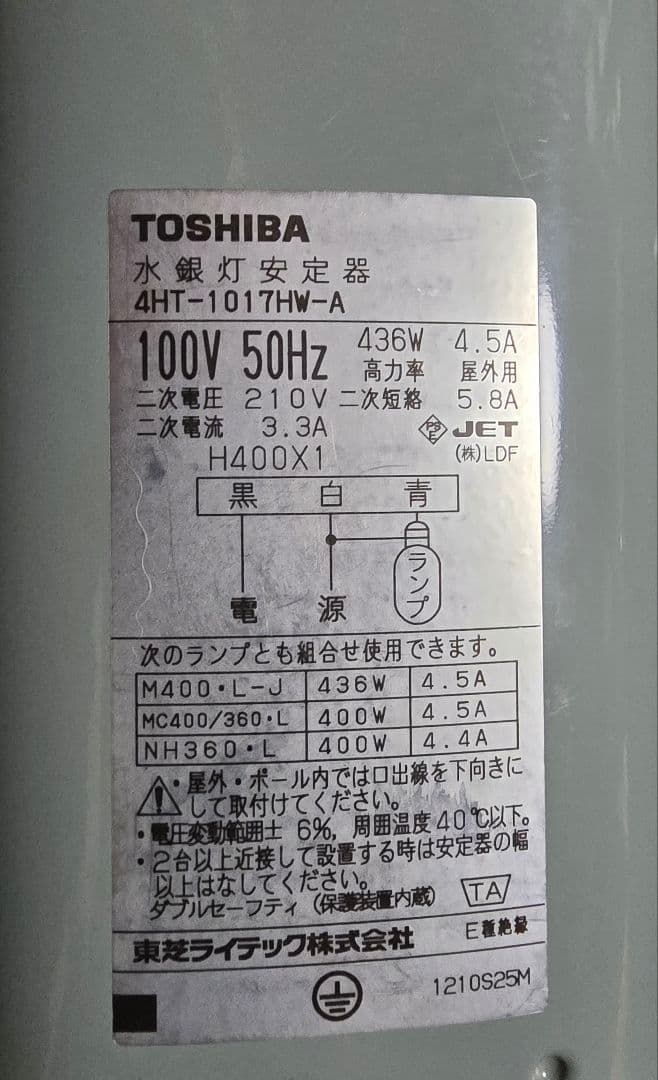 TOSHIBA
水銀灯安定器
4HT-1017HW-A
100V 50Hz 436W 4.5A
高力率 屋外用
二次電圧 210V 二次短絡 5.8A
二次電流 3.3A PS E JET
H400X1 (株)LDF
黒 白 青
ランプ
電 源
次のランプとも組合せ使用できます。
M400・L-J 436W 4.5A
MC400/360・L 400W 4.5A
NH360・L 400W 4.4A
・屋外・ポール内では口出線を下向きに
して取付けてください。
・電圧変動範囲±6%, 周囲温度40℃以下。
・2台以上近接して設置する時は安定器の幅
以上はなしてください。
ダブルセーフティ(保護装置内蔵) TA
東芝ライテック株式会社 E種絶縁
1210S25M